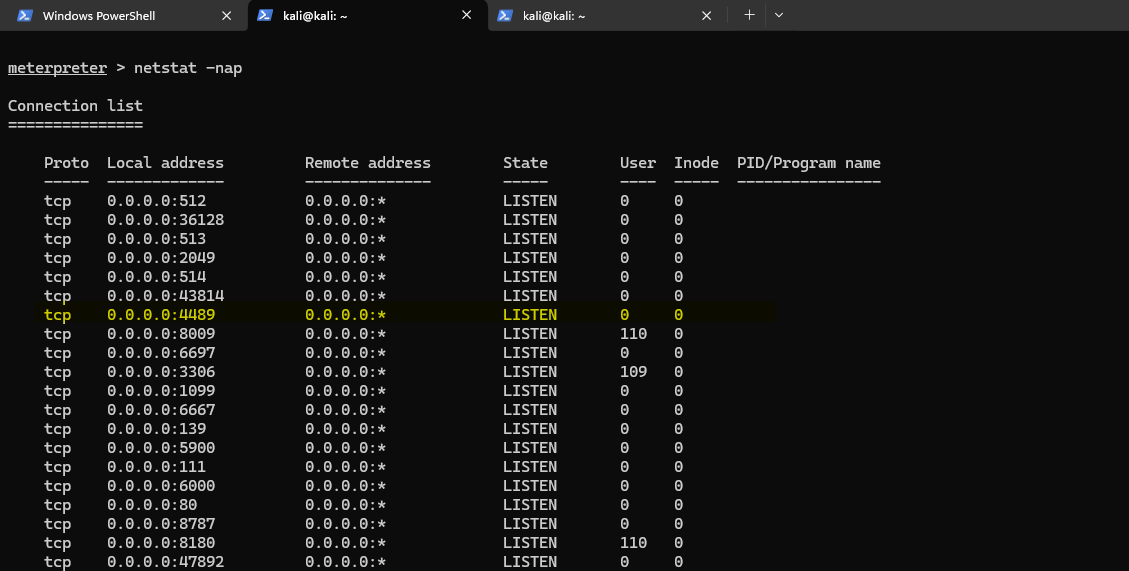 Windows PowerShell kali@kali: ~ kali@kali: ~
meterpreter > netstat -nap
Connection list
===============
Proto Local address Remote address State User Inode PID/Program name
----- ------------- -------------- ----- ---- ----- ----------------
tcp 0.0.0.0:512 0.0.0.0:* LISTEN 0 0
tcp 0.0.0.0:36128 0.0.0.0:* LISTEN 0 0
tcp 0.0.0.0:513 0.0.0.0:* LISTEN 0 0
tcp 0.0.0.0:2049 0.0.0.0:* LISTEN 0 0
tcp 0.0.0.0:514 0.0.0.0:* LISTEN 0 0
tcp 0.0.0.0:43814 0.0.0.0:* LISTEN 0 0
tcp 0.0.0.0:4489 0.0.0.0:* LISTEN 0 0
tcp 0.0.0.0:8009 0.0.0.0:* LISTEN 110 0
tcp 0.0.0.0:6697 0.0.0.0:* LISTEN 0 0
tcp 0.0.0.0:3306 0.0.0.0:* LISTEN 109 0
tcp 0.0.0.0:1099 0.0.0.0:* LISTEN 0 0
tcp 0.0.0.0:6667 0.0.0.0:* LISTEN 0 0
tcp 0.0.0.0:139 0.0.0.0:* LISTEN 0 0
tcp 0.0.0.0:5900 0.0.0.0:* LISTEN 0 0
tcp 0.0.0.0:111 0.0.0.0:* LISTEN 0 0
tcp 0.0.0.0:6000 0.0.0.0:* LISTEN 0 0
tcp 0.0.0.0:80 0.0.0.0:* LISTEN 0 0
tcp 0.0.0.0:8787 0.0.0.0:* LISTEN 0 0
tcp 0.0.0.0:8180 0.0.0.0:* LISTEN 110 0
tcp 0.0.0.0:47892 0.0.0.0:* LISTEN 0 0